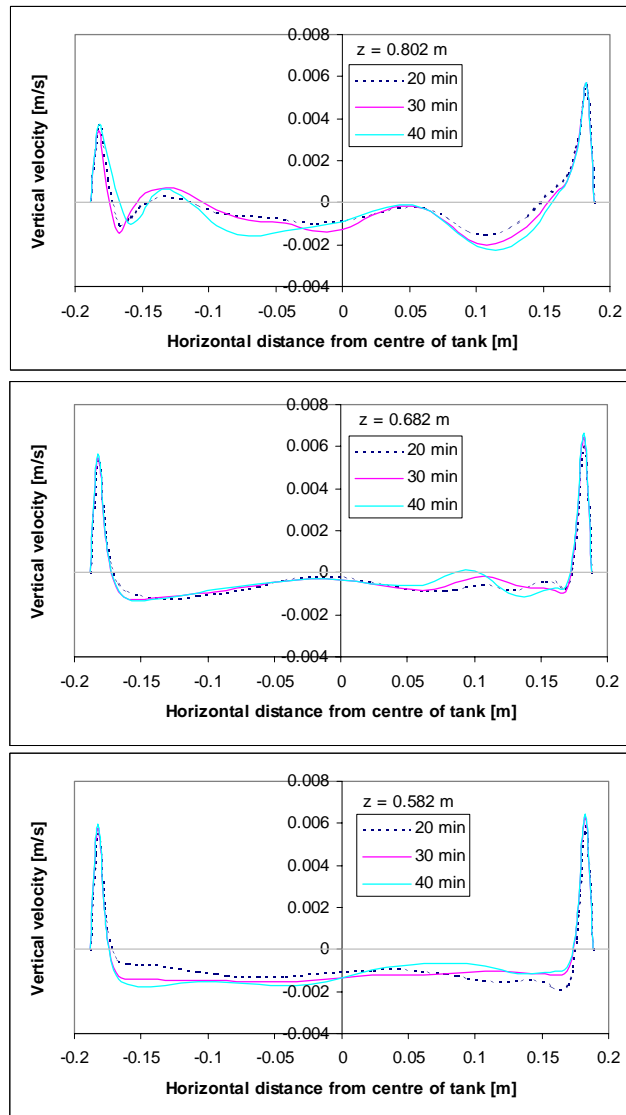 0.008
z = 0.802 m
0.006
20 min
30 min
0.004
40 min
0.002
0.000
-0.002
-0.004
-0.2 -0.15 -0.1 -0.05 0 0.05 0.1 0.15 0.2
Vertical velocity [m/s]
Horizontal distance from centre of tank [m]
0.008
z = 0.682 m
0.006
20 min
30 min
0.004
40 min
0.002
0.000
-0.002
-0.004
-0.2 -0.15 -0.1 -0.05 0 0.05 0.1 0.15 0.2
Vertical velocity [m/s]
Horizontal distance from centre of tank [m]
0.008
z = 0.582 m
0.006
20 min
30 min
0.004
40 min
0.002
0.000
-0.002
-0.004
-0.2 -0.15 -0.1 -0.05 0 0.05 0.1 0.15 0.2
Vertical velocity [m/s]
Horizontal distance from centre of tank [m]